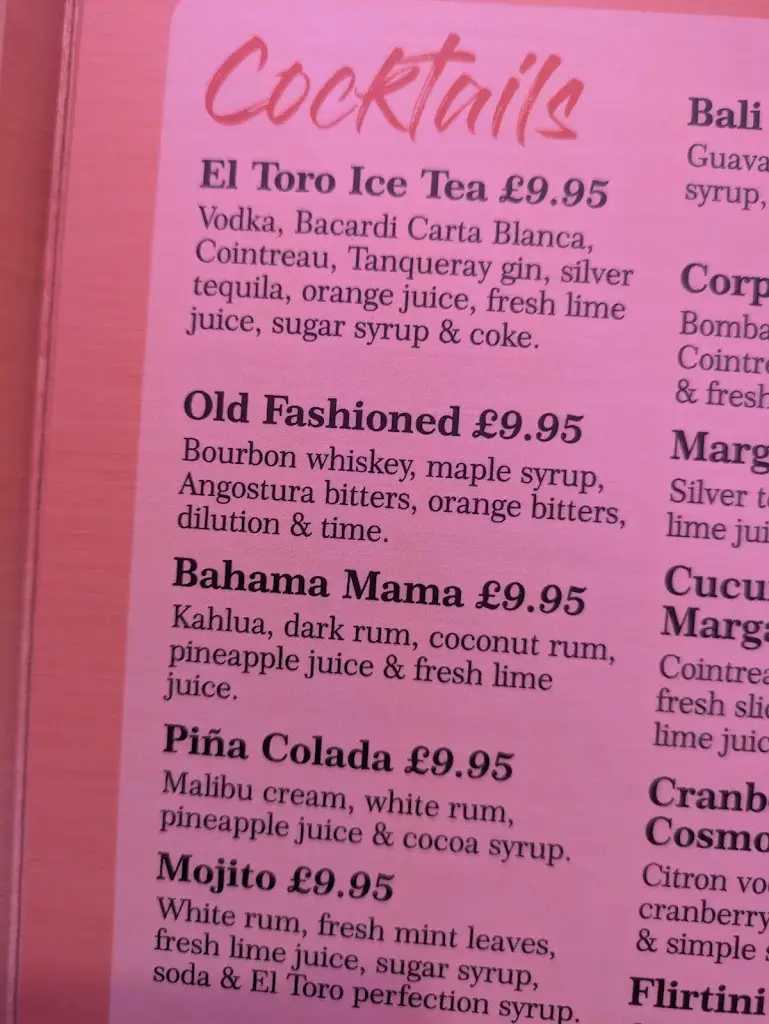 Cocktails
El Toro Ice Tea £9.95
Vodka, Bacardi Carta Blanca,
Cointreau, Tanqueray gin, silver
tequila, orange juice, fresh lime
juice, sugar syrup & coke.
Old Fashioned £9.95
Bourbon whiskey, maple syrup,
Angostura bitters, orange bitters,
dilution & time.
Bahama Mama £9.95
Kahlua, dark rum, coconut rum,
pineapple juice & fresh lime
juice.
Piña Colada £9.95
Malibu cream, white rum,
pineapple juice & cocoa syrup.
Mojito £9.95
White rum, fresh mint leaves,
fresh lime juice, sugar syrup,
soda & El Toro perfection syrup.
Bali
Guava
syrup,
Corp
Bomba
Cointre
& fresh
Marg
Silver t
lime jui
Cucu
Marga
Cointrea
fresh slic
lime juic
Cranb
Cosmo
Citron vo
cranberry
& simple s
Flirtini